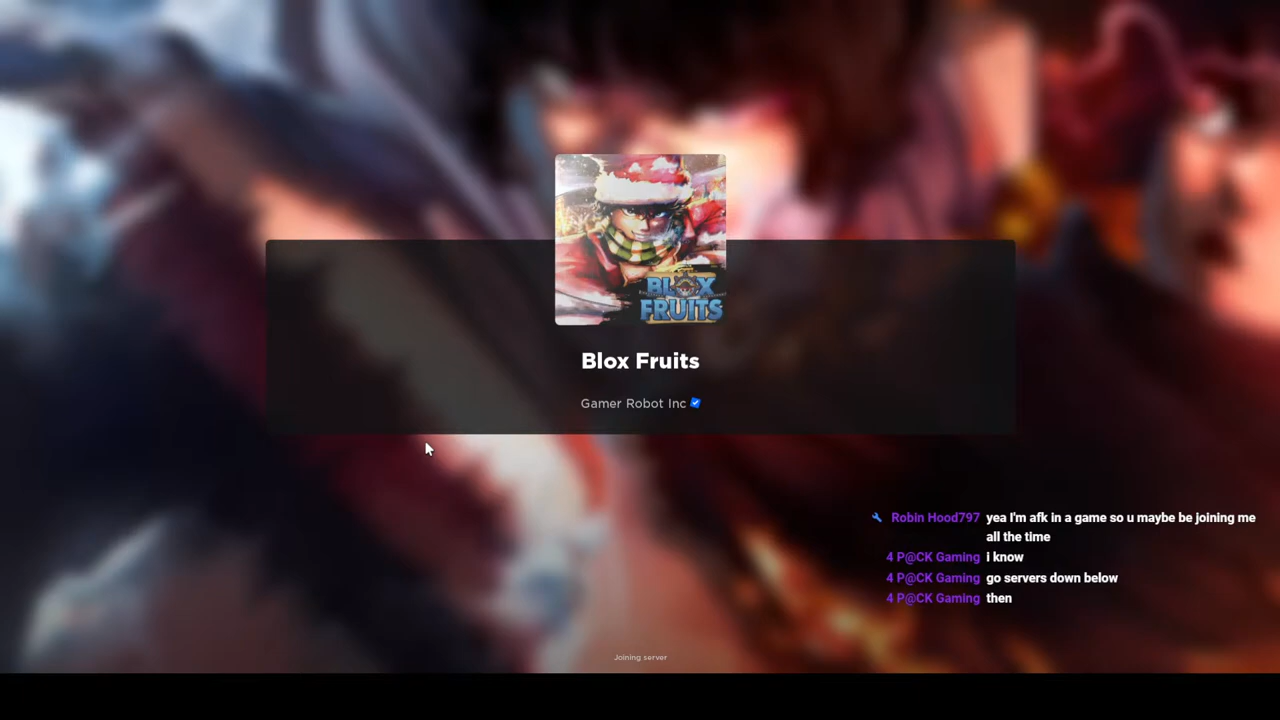 BLOX
FRUITS
Blox Fruits
Gamer Robot Inc
Robin Hood797 yea I'm afk in a game so u maybe be joining me
all the time
4 P@CK Gaming i know
4 P@CK Gaming go servers down below
4 P@CK Gaming then
Joining server